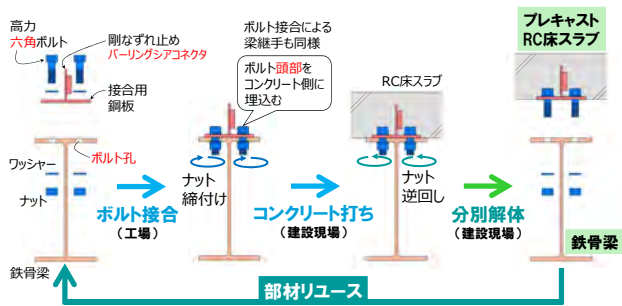 高力
六角ボルト
剛なずれ止め
バーリングシアコネクタ
接合用
鋼板
ボルト孔
ワッシャー
ナット
鉄骨梁
ボルト接合
（工場）
ボルト接合による
梁継手も同様
ボルト頭部を
コンクリート側に
埋込む
ナット
締付け
コンクリート打ち
（建設現場）
RC床スラブ
ナット
逆回し
分別解体
（建設現場）
プレキャスト
RC床スラブ
鉄骨梁
部材リユース